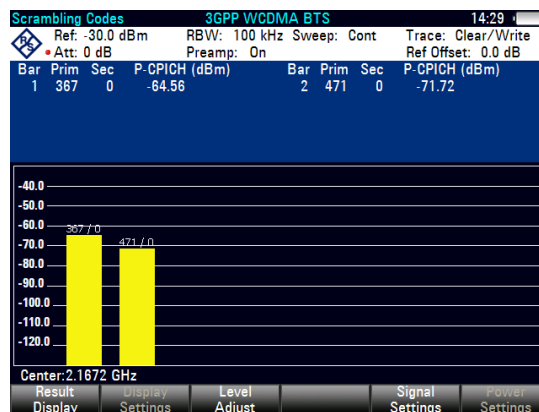 Scrambling Codes 3GPP WCDMA BTS 14:29
Ref: -30.0 dBm RBW: 100 kHz Sweep: Cont Trace: Clear/Write
Att: 0 dB Preamp: On Ref Offset: 0.0 dB
Bar Prim Sec P-CPICH (dBm) Bar Prim Sec P-CPICH (dBm)
1 367 0 -64.56 2 471 0 -71.72
-40.0
-50.0
-60.0
367 / 0
-70.0
471 / 0
-80.0
-90.0
-100.0
-110.0
-120.0
Center:2.1672 GHz
Result Display Level Signal Power
Display Settings Adjust Settings Settings